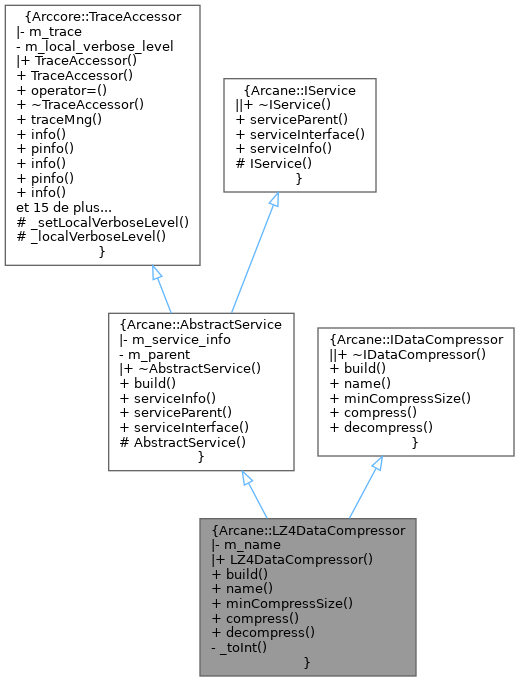 {Arccore::TraceAccessor
|- m_trace
- m_local_verbose_level
|+ TraceAccessor()
+ TraceAccessor()
+ operator=()
+ ~TraceAccessor()
+ traceMng()
+ info()
+ pinfo()
+ info()
+ pinfo()
+ info()
et 15 de plus...
# _setLocalVerboseLevel()
# _localVerboseLevel()
}
{Arcane::IService
||+ ~IService()
+ serviceParent()
+ serviceInterface()
+ serviceInfo()
# IService()
}
{Arcane::AbstractService
|- m_service_info
- m_parent
|+ ~AbstractService()
+ build()
+ serviceInfo()
+ serviceParent()
+ serviceInterface()
# AbstractService()
}
{Arcane::IDataCompressor
||+ ~IDataCompressor()
+ build()
+ name()
+ minCompressSize()
+ compress()
+ decompress()
}
{Arcane::LZ4DataCompressor
|- m_name
|+ LZ4DataCompressor()
+ build()
+ name()
+ minCompressSize()
+ compress()
+ decompress()
- _toInt()
}